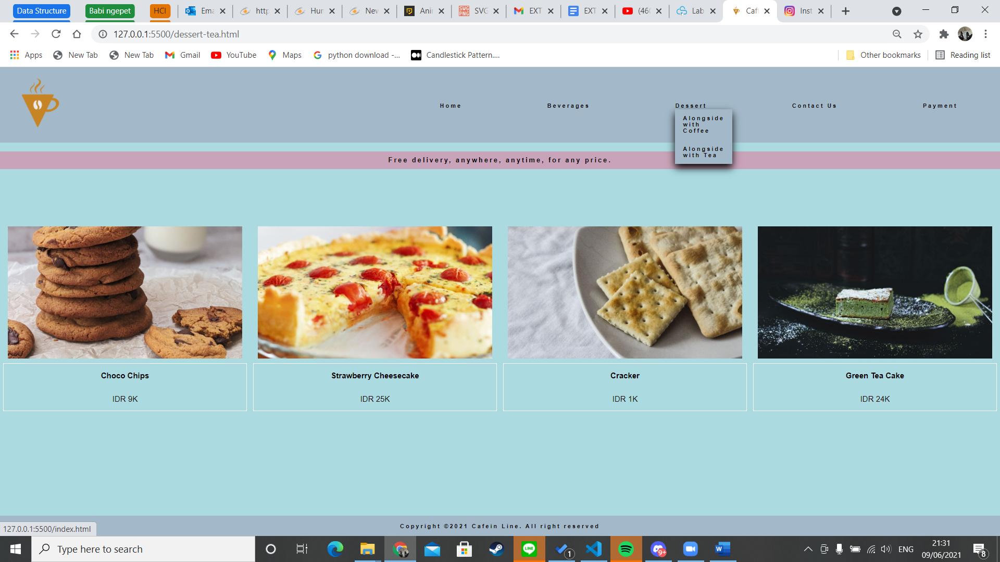 Data Structure Babi ngepet HCI Ema http Hur New Anir SVG EXT EXT (46 Lab Caf Inst
127.0.0.1:5500/dessert-tea.html
Apps New Tab New Tab Gmail YouTube Maps python download -... Candlestick Pattern.... Other bookmarks Reading list
Home Beverages Dessert Contact Us Payment
Alongside
with
Coffee
Alongside
with Tea
Free delivery, anywhere, anytime, for any price.
Choco Chips Strawberry Cheesecake Cracker Green Tea Cake
IDR 9K IDR 25K IDR 1K IDR 24K
Copyright ©2021 Cafein Line. All right reserved
127.0.0.1:5500/index.html
Type here to search
LINE
1
9+
ENG
21:31
09/06/2021
8